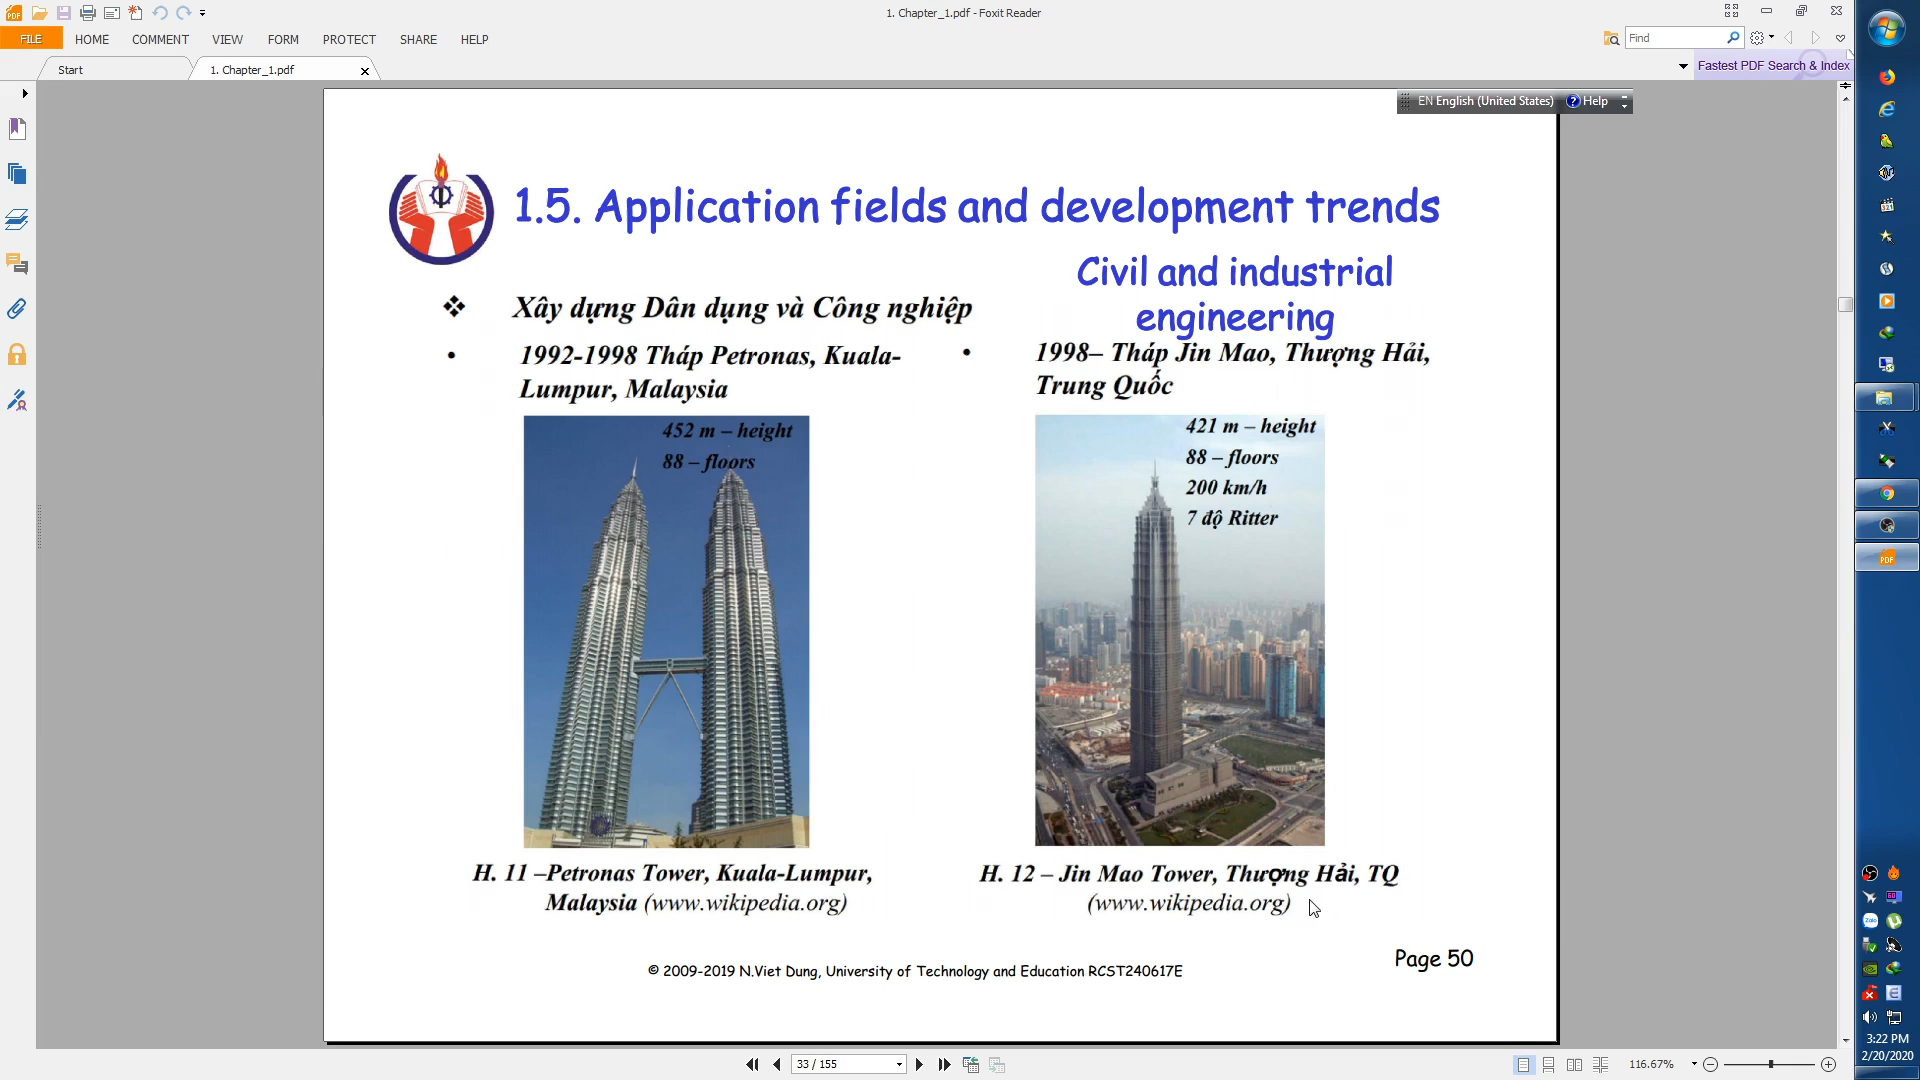 1. Chapter_1.pdf - Foxit Reader
FILE HOME COMMENT VIEW FORM PROTECT SHARE HELP
Find
Start
1. Chapter_1.pdf
Fastest PDF Search & Index
EN English (United States) Help
1.5. Application fields and development trends
Civil and industrial
engineering
Xây dựng Dân dụng và Công nghiệp
1992-1998 Tháp Petronas, Kuala-
Lumpur, Malaysia
452 m – height
88 – floors
H. 11 –Petronas Tower, Kuala-Lumpur,
Malaysia (www.wikipedia.org)
1998– Tháp Jin Mao, Thượng Hải,
Trung Quốc
421 m – height
88 – floors
200 km/h
7 độ Ritter
H. 12 – Jin Mao Tower, Thượng Hải, TQ
(www.wikipedia.org)
Page 50
© 2009-2019 N.Viet Dung, University of Technology and Education RCST240617E
33 / 155
116.67%
3:22 PM
2/20/2020